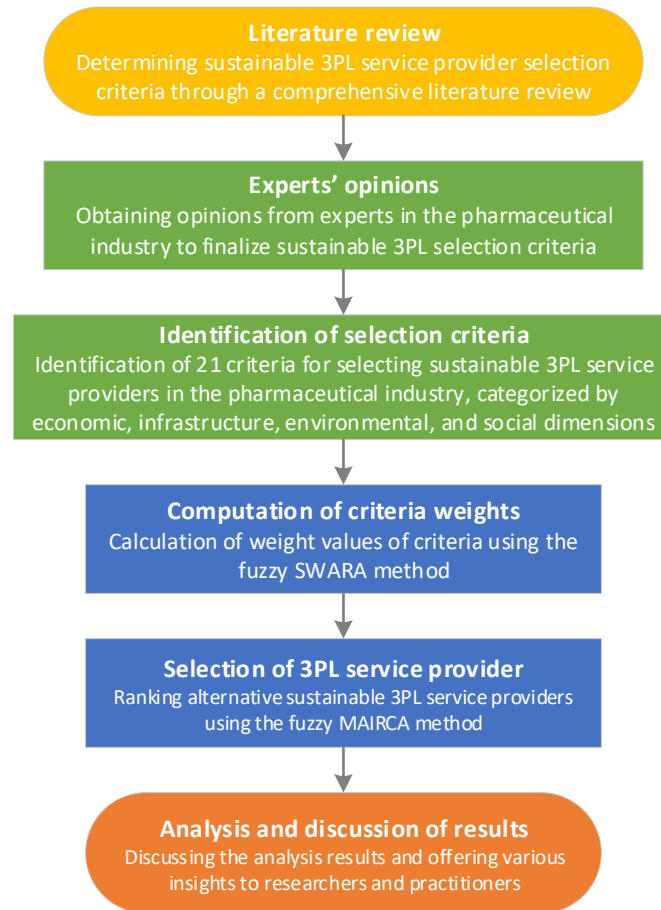 Literature review
Determining sustainable 3PL service provider selection
criteria through a comprehensive literature review
Experts’ opinions
Obtaining opinions from experts in the pharmaceutical
industry to finalize sustainable 3PL selection criteria
Identification of selection criteria
Identification of 21 criteria for selecting sustainable 3PL service
providers in the pharmaceutical industry, categorized by
economic, infrastructure, environmental, and social dimensions
Computation of criteria weights
Calculation of weight values of criteria using the
fuzzy SWARA method
Selection of 3PL service provider
Ranking alternative sustainable 3PL service providers
using the fuzzy MAIRCA method
Analysis and discussion of results
Discussing the analysis results and offering various
insights to researchers and practitioners